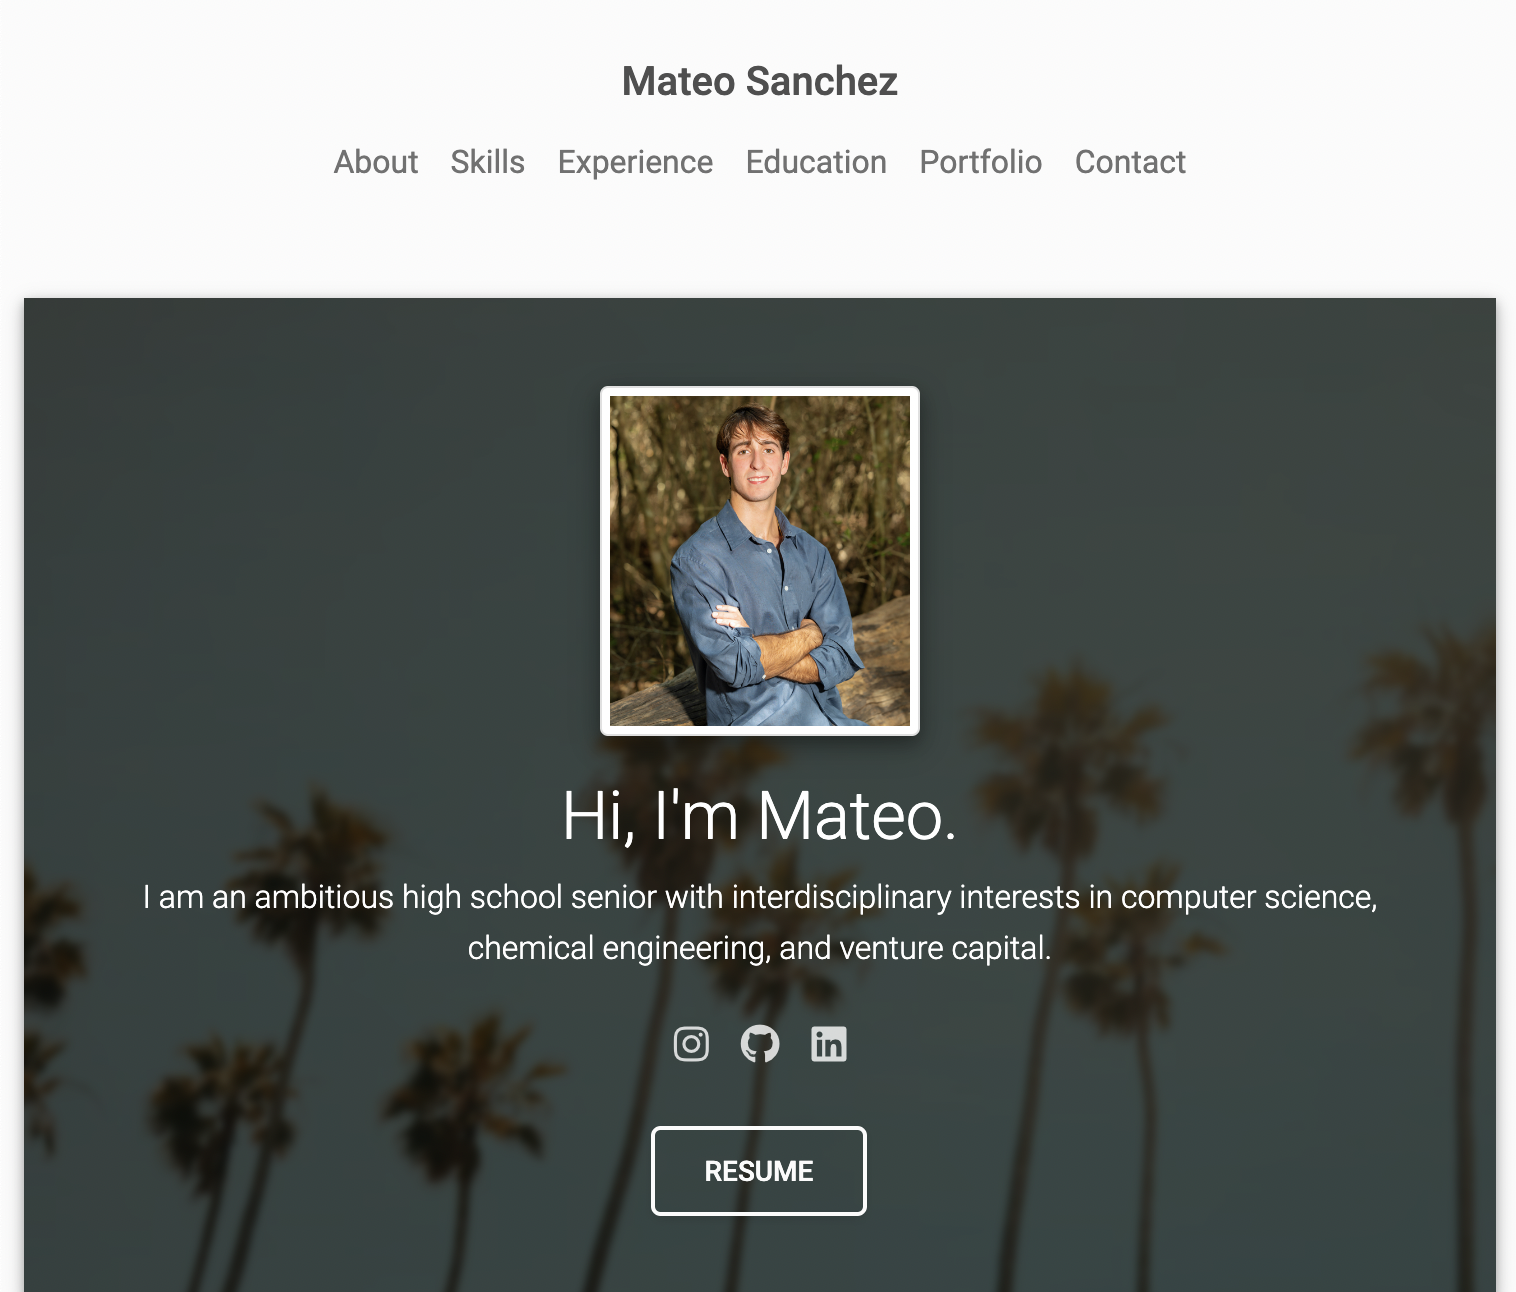 Mateo Sanchez
About Skills Experience Education Portfolio Contact
Hi, I'm Mateo.
I am an ambitious high school senior with interdisciplinary interests in computer science,
chemical engineering, and venture capital.
RESUME